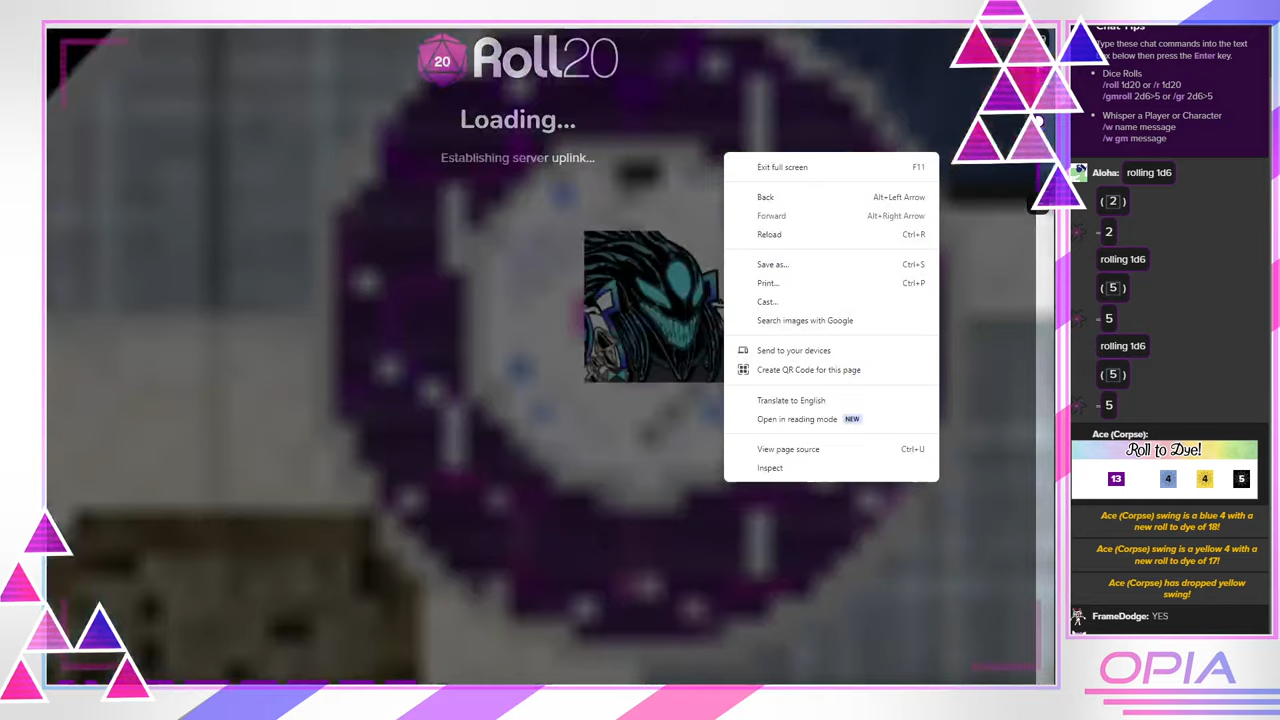 20 Roll20
Loading...
Establishing server uplink...
Exit full screen F11
Back Alt+Left Arrow
Forward Alt+Right Arrow
Reload Ctrl+R
Save as... Ctrl+S
Print... Ctrl+P
Cast...
Search images with Google
Send to your devices
Create QR Code for this page
Translate to English
Open in reading mode NEW
View page source Ctrl+U
Inspect
Chat Tips
Type these chat commands into the text
box below then press the Enter key.
• Dice Rolls
/roll 1d20 or /r 1d20
/gmroll 2d6>5 or /gr 2d6>5
• Whisper a Player or Character
/w name message
/w gm message
Aloha: rolling 1d6
(2)
= 2
rolling 1d6
(5)
= 5
rolling 1d6
(5)
= 5
Ace (Corpse):
Roll to Dye!
13 4 4 5
Ace (Corpse) swing is a blue 4 with a
new roll to dye of 18!
Ace (Corpse) swing is a yellow 4 with a
new roll to dye of 17!
Ace (Corpse) has dropped yellow
swing!
FrameDodge: YES
OPIA